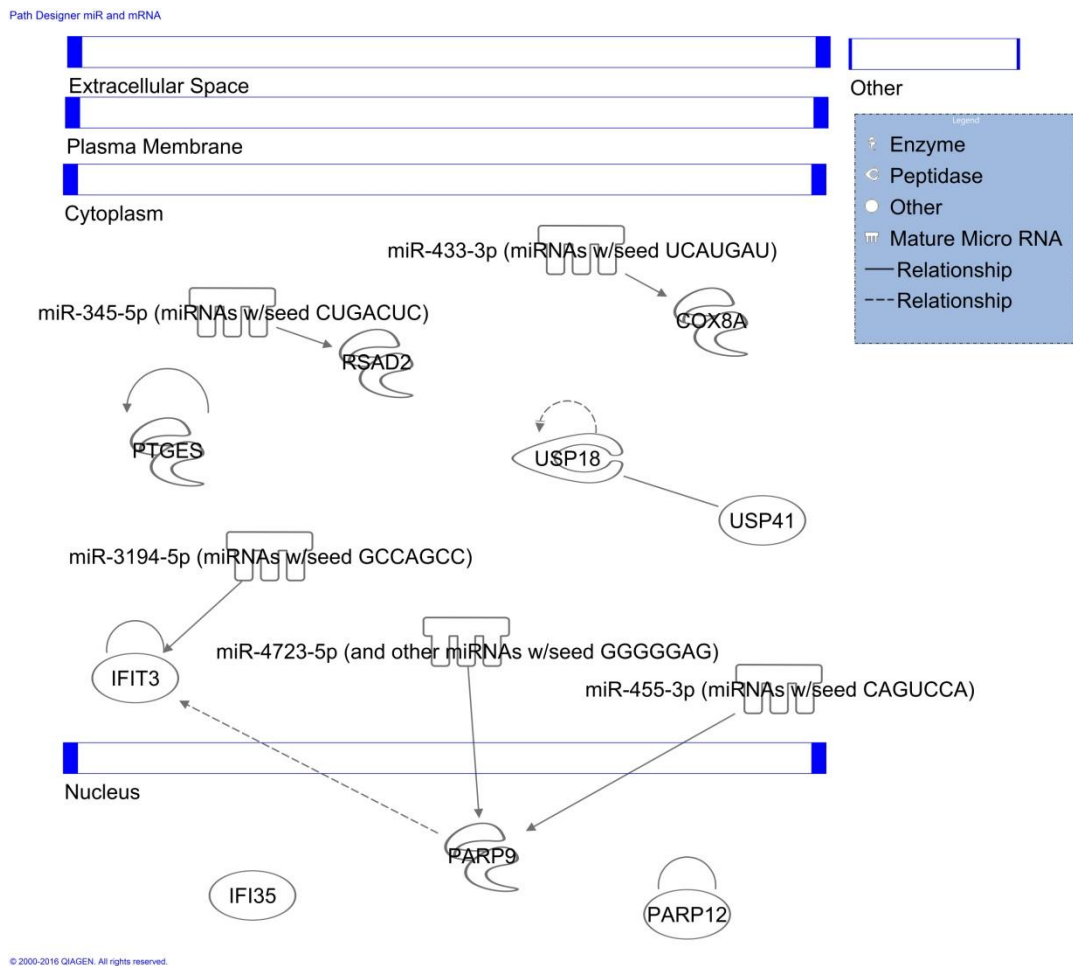 Path Designer miR and mRNA
Extracellular Space
Other
Plasma Membrane
Legend
Enzyme
Peptidase
Other
Mature Micro RNA
Relationship
Relationship
Cytoplasm
miR-433-3p (miRNAs w/seed UCAUGAU)
miR-345-5p (miRNAs w/seed CUGACUC)
COX8A
RSAD2
PTGES
USP18
USP41
miR-3194-5p (miRNAs w/seed GCCAGCC)
miR-4723-5p (and other miRNAs w/seed GGGGGAG)
IFIT3
miR-455-3p (miRNAs w/seed CAGUCCA)
Nucleus
PARP9
IFI35
PARP12
© 2000-2016 QIAGEN. All rights reserved.